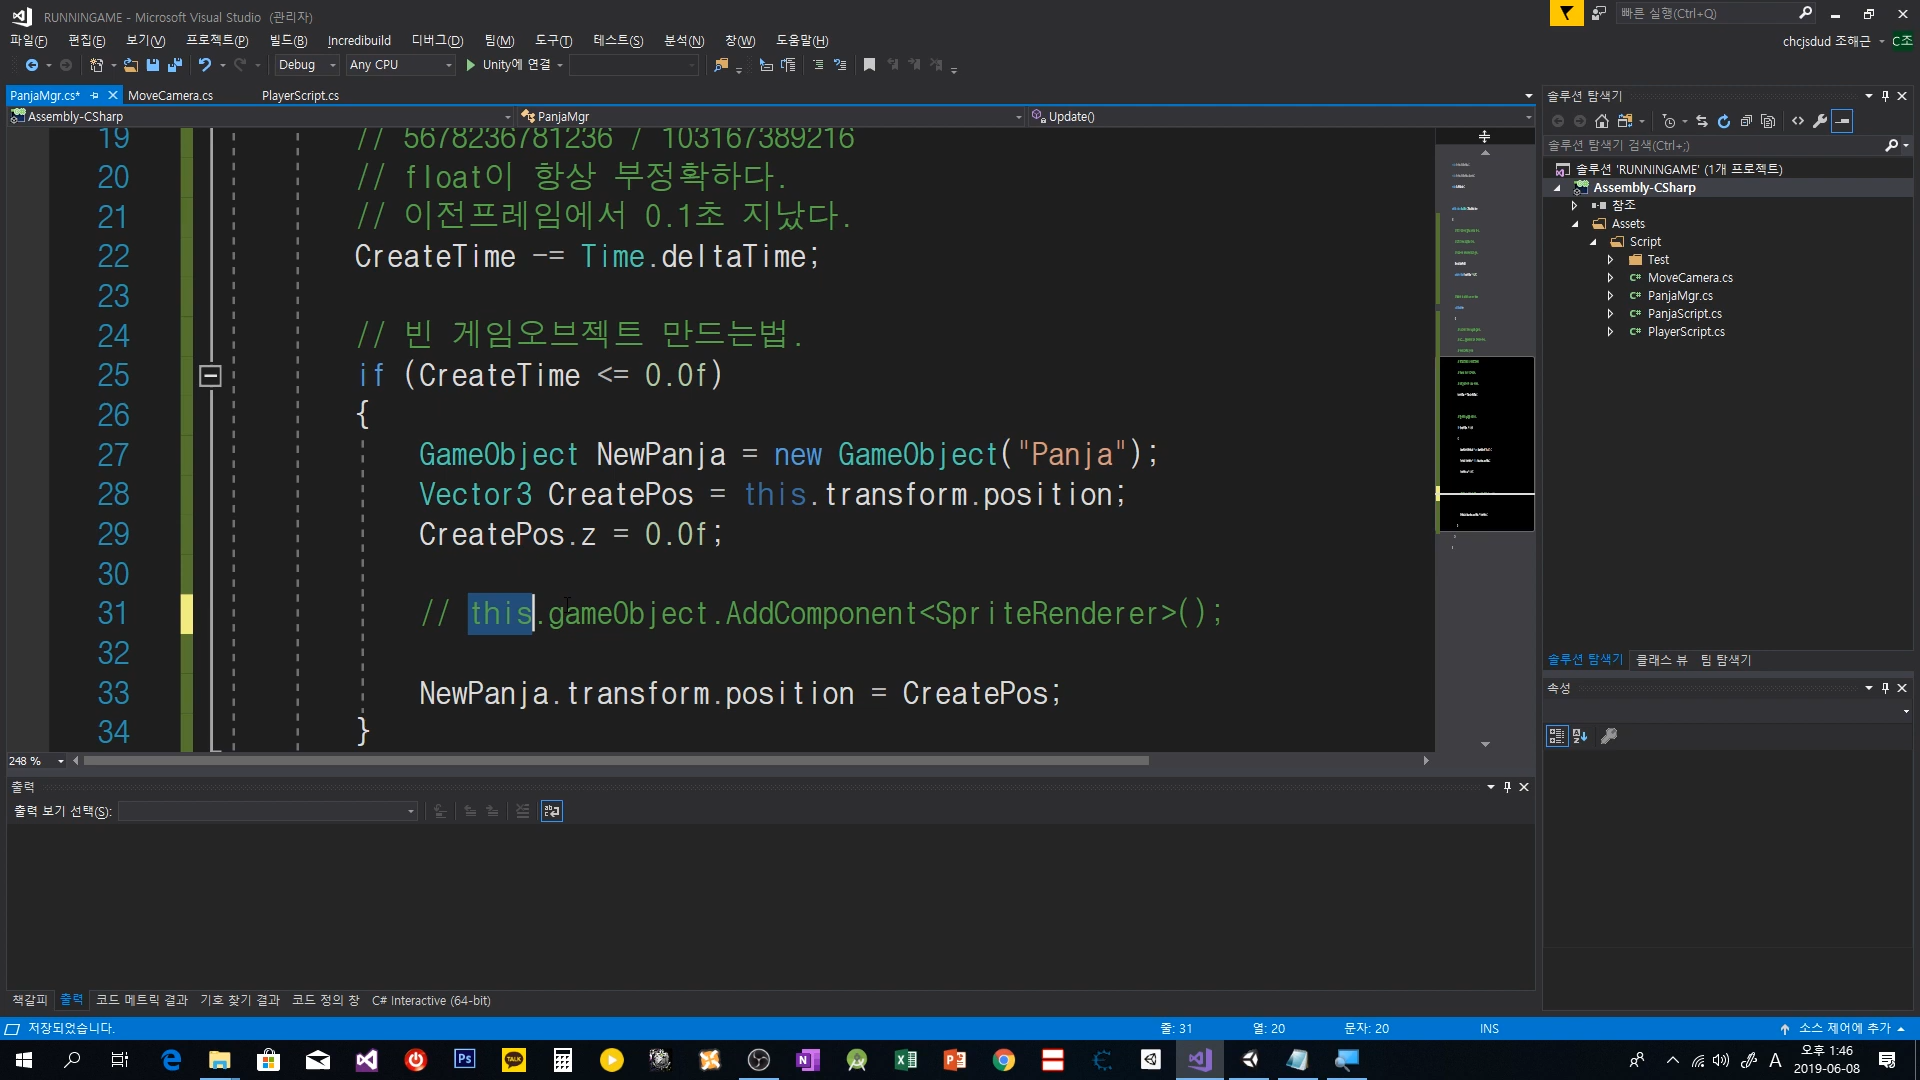 RUNNINGAME - Microsoft Visual Studio (관리자)
빠른 실행(Ctrl+Q)
파일(F) 편집(E) 보기(V) 프로젝트(P) 빌드(B) Incredibuild 디버그(D) 팀(M) 도구(T) 테스트(S) 분석(N) 창(W) 도움말(H)
chcjsdud 조해근 C조
Debug Any CPU Unity에 연결
PanjaMgr.cs* MoveCamera.cs PlayerScript.cs
Assembly-CSharp PanjaMgr Update()
19 // 5678236781236 / 103167389216
20 // float이 항상 부정확하다.
21 // 이전프레임에서 0.1초 지났다.
22 CreateTime -= Time.deltaTime;
23
24 // 빈 게임오브젝트 만드는법.
25 if (CreateTime <= 0.0f)
26 {
27 GameObject NewPanja = new GameObject("Panja");
28 Vector3 CreatePos = this.transform.position;
29 CreatePos.z = 0.0f;
30
31 // this.gameObject.AddComponent<SpriteRenderer>();
32
33 NewPanja.transform.position = CreatePos;
34 }
248 %
솔루션 탐색기
솔루션 탐색기 검색(Ctrl+;)
솔루션 'RUNNINGAME' (1개 프로젝트)
Assembly-CSharp
참조
Assets
Script
Test
MoveCamera.cs
PanjaMgr.cs
PanjaScript.cs
PlayerScript.cs
솔루션 탐색기 클래스 뷰 팀 탐색기
속성
출력
출력 보기 선택(S):
책갈피 출력 코드 메트릭 결과 기호 찾기 결과 코드 정의 창 C# Interactive (64-bit)
저장되었습니다. 줄: 31 열: 20 문자: 20 INS 소스 제어에 추가
A 오후 1:46
2019-06-08